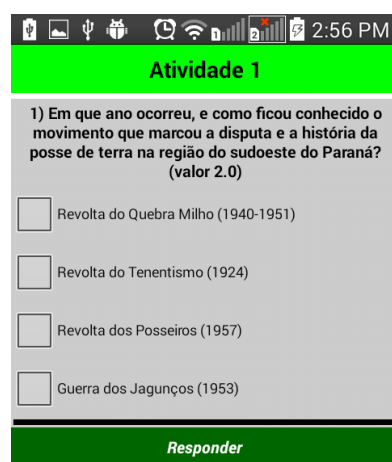 2:56 PM
Atividade 1
1) Em que ano ocorreu, e como ficou conhecido o
movimento que marcou a disputa e a história da
posse de terra na região do sudoeste do Paraná?
(valor 2.0)
Revolta do Quebra Milho (1940-1951)
Revolta do Tenentismo (1924)
Revolta dos Posseiros (1957)
Guerra dos Jagunços (1953)
Responder